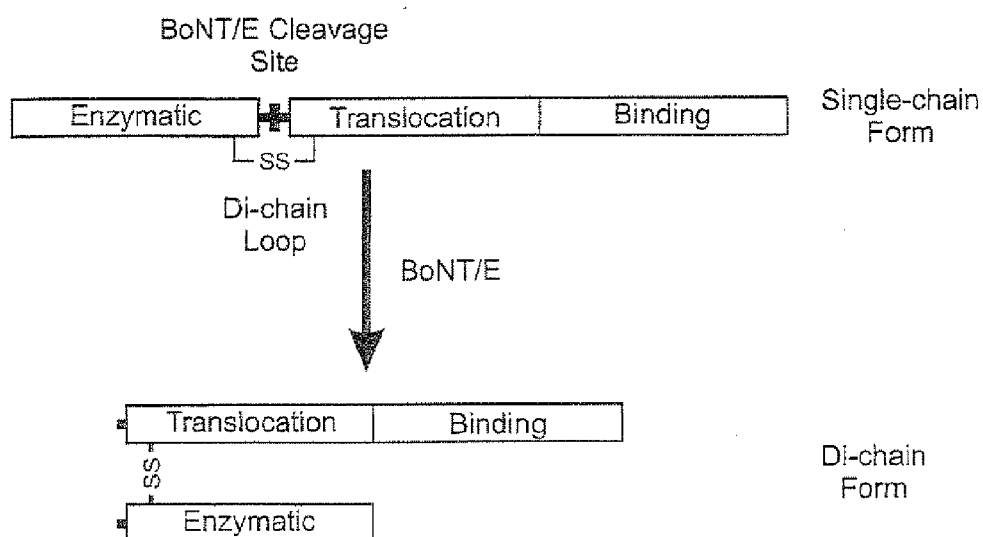 BoNT/E Cleavage
Site
Enzymatic
Translocation
Binding
Single-chain
Form
SS
Di-chain
Loop
BoNT/E
Translocation
Binding
SS
Di-chain
Form
Enzymatic